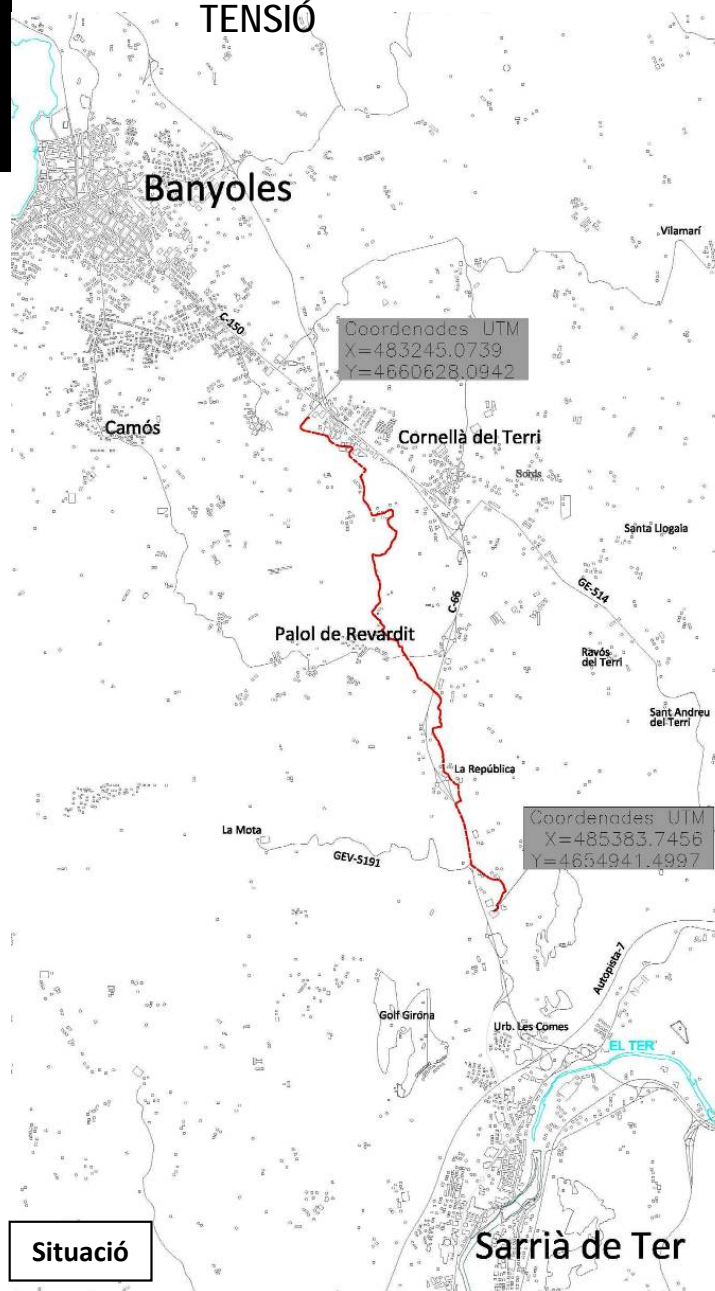 TENSIÓ
Banyoles
Vilamarí
C-150
Coordenades UTM
X=483245.0739
Y=4660628.0942
Camós
Cornellà del Terri
Sords
Santa Llogaia
GE-514
C-66
Palol de Revardit
Ravós
del Terri
Sant Andreu
del Terri
La República
Coordenades UTM
X=485383.7456
Y=4654941.4997
La Mota
GEV-5191
Autopista-7
N-II
Golf Girona
Urb. Les Comes
EL TER
Situació
Sarrià de Ter